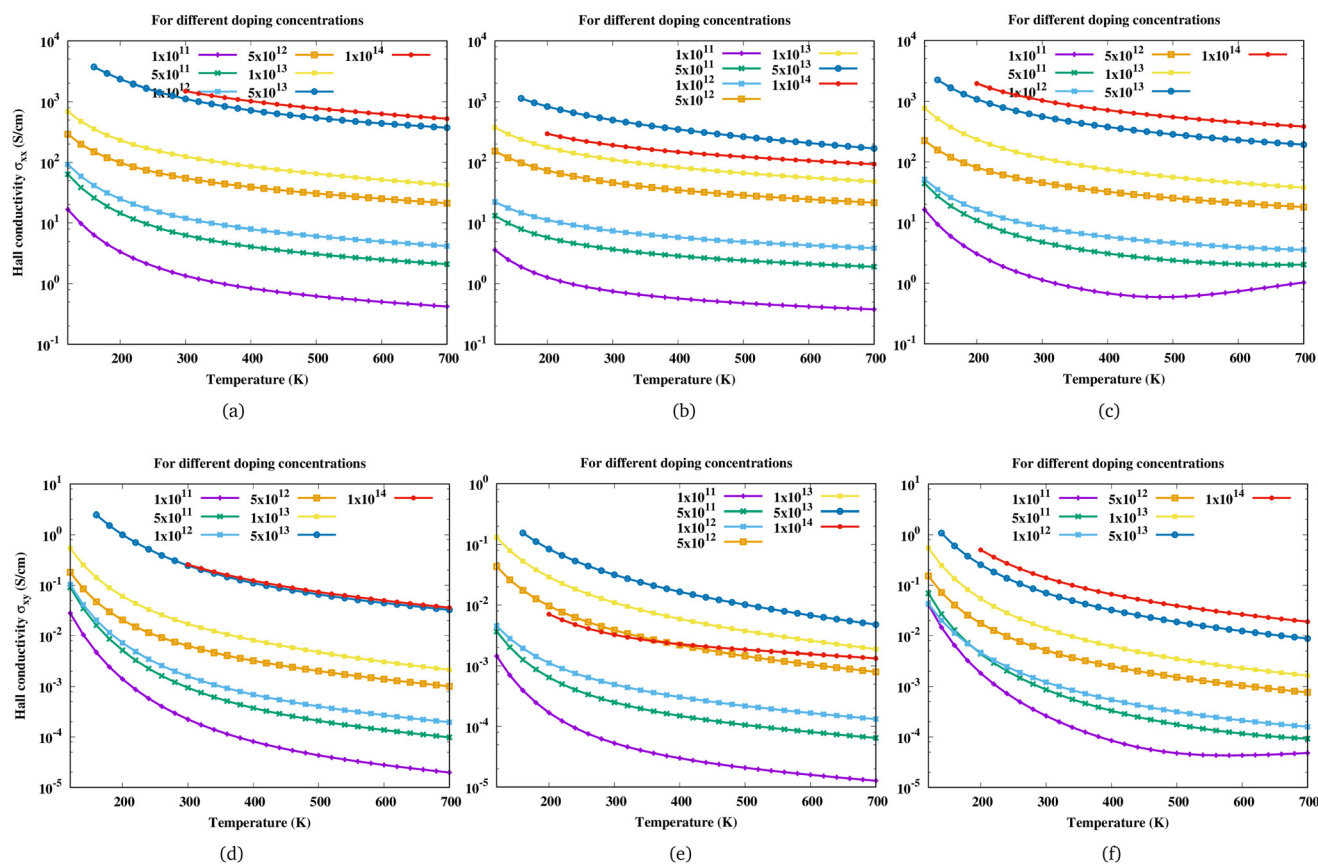 For different doping concentrations
Hall conductivity σxx (S/cm)
10^4
10^3
10^2
10^1
10^0
10^-1
1x10^11
5x10^11
1x10^12
5x10^12
1x10^13
5x10^13
1x10^14
200 300 400 500 600 700
Temperature (K)
(a)
For different doping concentrations
10^4
10^3
10^2
10^1
10^0
10^-1
1x10^11
5x10^11
1x10^12
5x10^12
1x10^13
5x10^13
1x10^14
200 300 400 500 600 700
Temperature (K)
(b)
For different doping concentrations
10^4
10^3
10^2
10^1
10^0
10^-1
1x10^11
5x10^11
1x10^12
5x10^12
1x10^13
5x10^13
1x10^14
200 300 400 500 600 700
Temperature (K)
(c)
For different doping concentrations
Hall conductivity σxy (S/cm)
10^1
10^0
10^-1
10^-2
10^-3
10^-4
10^-5
1x10^11
5x10^11
1x10^12
5x10^12
1x10^13
5x10^13
1x10^14
200 300 400 500 600 700
Temperature (K)
(d)
For different doping concentrations
10^0
10^-1
10^-2
10^-3
10^-4
10^-5
1x10^11
5x10^11
1x10^12
5x10^12
1x10^13
5x10^13
1x10^14
200 300 400 500 600 700
Temperature (K)
(e)
For different doping concentrations
10^1
10^0
10^-1
10^-2
10^-3
10^-4
10^-5
1x10^11
5x10^11
1x10^12
5x10^12
1x10^13
5x10^13
1x10^14
200 300 400 500 600 700
Temperature (K)
(f)